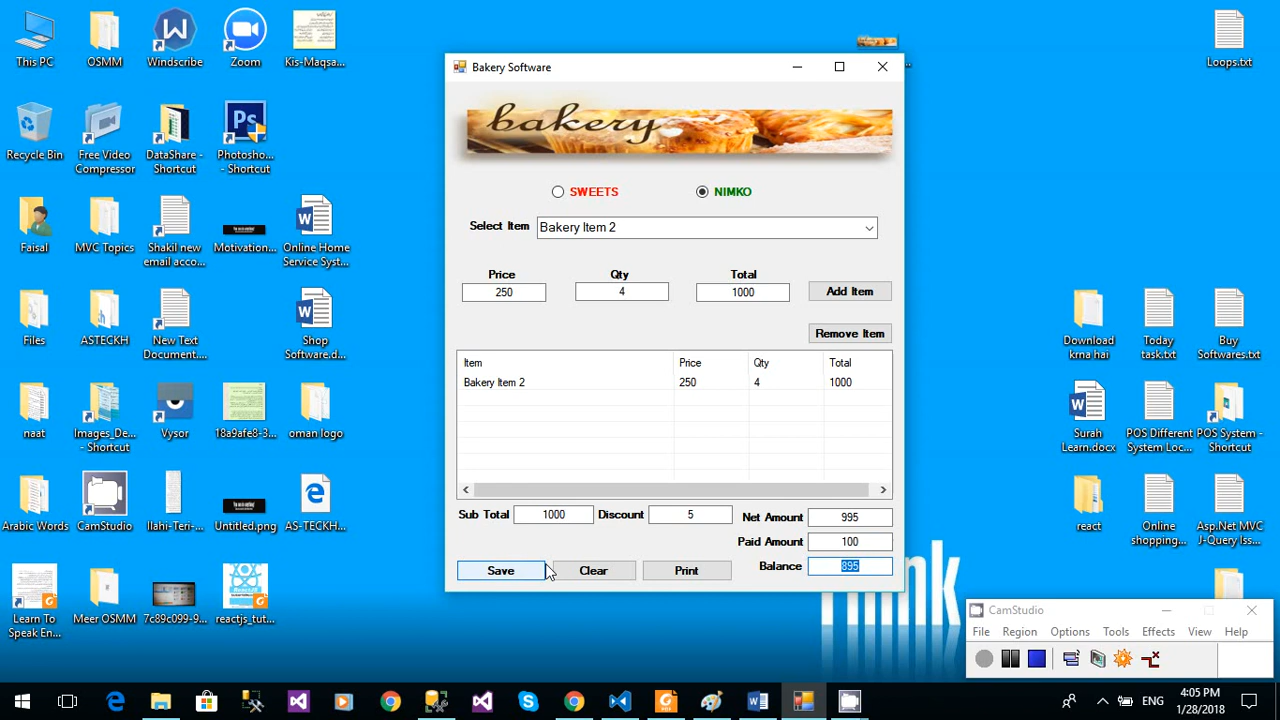 This PC
OSMM
Windscribe
Zoom
Kis-Maqsa...
Loops.txt
Recycle Bin
Free Video
Compressor
DataShare -
Shortcut
Photosho...
- Shortcut
Faisal
MVC Topics
Shakil new
email acco...
Motivation...
Online Home
Service Syst...
Files
ASTECKH
New Text
Document....
Shop
Software.d...
naat
Images_De...
- Shortcut
Vysor
18a9afe8-3...
oman logo
Arabic Words
CamStudio
Ilahi-Teri-...
Untitled.png
AS-TECKH...
Learn To
Speak En...
Meer OSMM
7c89c099-9...
reactjs_tut...
Bakery Software
bakery
SWEETS
NIMKO
Select Item
Bakery Item 2
Price
Qty
Total
250
4
1000
Add Item
Remove Item
Item Price Qty Total
Bakery Item 2 250 4 1000
Sub Total 1000 Discount 5
Net Amount 995
Paid Amount 100
Balance 895
Save
Clear
Print
Download
krna hai
Today
task.txt
Buy
Softwares.txt
Surah
Learn.docx
POS Different
System Loc...
POS System -
Shortcut
react
Online
shopping...
Asp.Net MVC
J-Query Iss...
CamStudio
File Region Options Tools Effects View Help
ENG
4:05 PM
1/28/2018